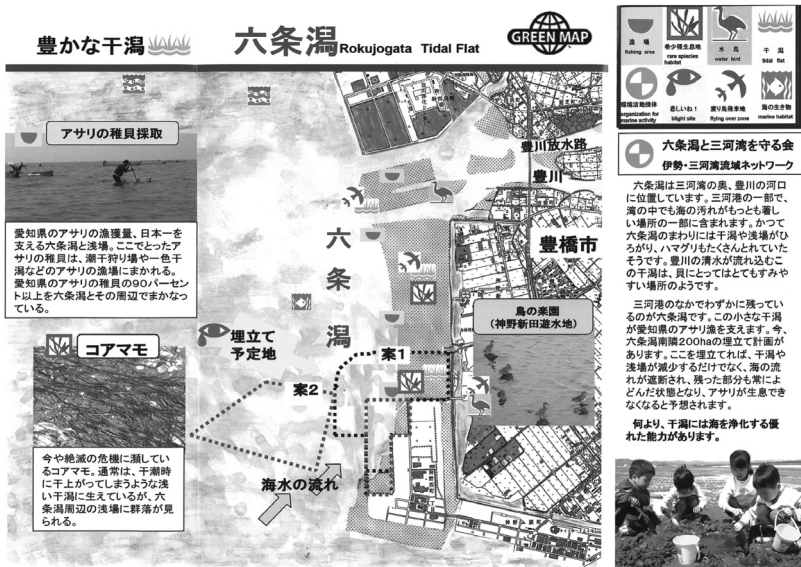 豊かな干潟
六条潟 Rokujogata Tidal Flat
GREEN MAP
アサリの稚貝採取
愛知県のアサリの漁獲量、日本一を
支える六条潟と浅場。ここでとったア
サリの稚貝は、潮干狩り場や一色干
潟などのアサリの漁場にまかれる。
愛知県のアサリの稚貝の90パーセン
ト以上を六条潟とその周辺でまかなっ
ている。
コアマモ
今や絶滅の危機に瀕している
コアマモ。通常は、干潮時
に干上がってしまうような浅
い干潟に生えているが、六
条潟周辺の浅場に群落が見
られる。
六条潟
埋立て
予定地
案1
案2
海水の流れ
豊川放水路
豊川
豊橋市
鳥の楽園
(神野新田遊水地)
漁場
fishing area
希少種生息地
rare species
habitat
水鳥
water bird
干潟
tidal flat
環境活動団体
organization for
marine activity
悲しいね!
blight site
渡り鳥飛来地
flying over zone
海の生き物
marine habitat
六条潟と三河湾を守る会
伊勢・三河湾流域ネットワーク
六条潟は三河湾の奥、豊川の河口
に位置しています。三河港の一部で、
湾の中でも海の汚れがもっとも著し
い場所の一部に含まれます。かつて
六条潟のまわりには干潟や浅場がひ
ろがり、ハマグリもたくさんとれていた
そうです。豊川の清水が流れ込むこ
の干潟は、貝にとってはとてもすみや
すい場所のようです。
三河港のなかでわずかに残ってい
るのが六条潟です。この小さな干潟
が愛知県のアサリ漁を支えます。今、
六条潟南隣200haの埋立て計画が
あります。ここを埋立てれば、干潟や
浅場が減少するだけでなく、海の流
れが遮断され、残った部分も常によ
どんだ状態となり、アサリが生息でき
なくなると予想されます。
何より、干潟には海を浄化する優
れた能力があります。